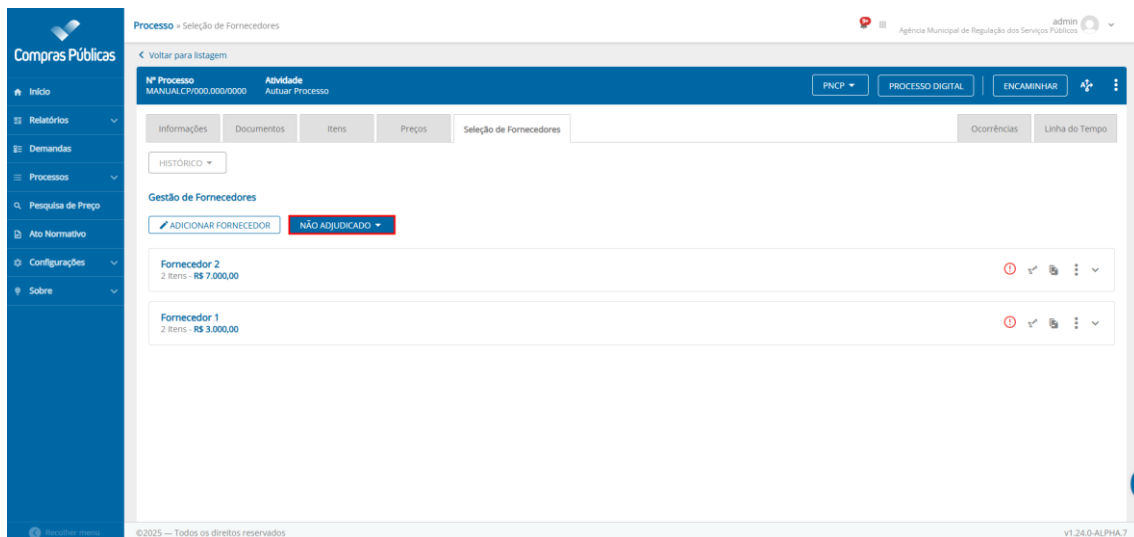 Compras Públicas
Início
Relatórios
Demandas
Processos
Pesquisa de Preço
Ato Normativo
Configurações
Sobre
Recolher menu
Processo » Seleção de Fornecedores
admin
Agência Municipal de Regulação dos Serviços Públicos
Voltar para listagem
Nº Processo
MANUALCP/000.000/0000
Atividade
Autuar Processo
PNCP
PROCESSO DIGITAL
ENCAMINHAR
Informações
Documentos
Itens
Preços
Seleção de Fornecedores
Ocorrências
Linha do Tempo
HISTÓRICO
Gestão de Fornecedores
ADICIONAR FORNECEDOR
NÃO ADJUDICADO
Fornecedor 2
2 Itens - R$ 7.000,00
Fornecedor 1
2 Itens - R$ 3.000,00
©2025 — Todos os direitos reservados
v1.24.0-ALPHA.7